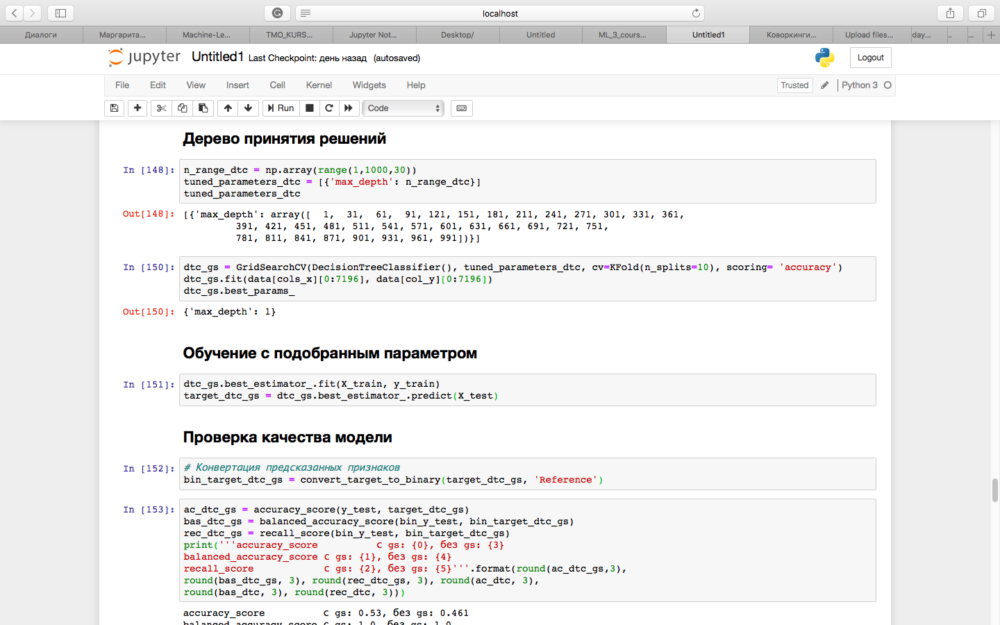 localhost
Диалоги
Маргарита...
Machine-Le...
TMO_KURS...
Jupyter Not...
Desktop/
Untitled
ML_3_cours...
Untitled1
Коворкинги...
Upload files...
day...
..
...
jupyter Untitled1 Last Checkpoint: день назад (autosaved)
Logout
File Edit View Insert Cell Kernel Widgets Help
Trusted Python 3
Run Code
Дерево принятия решений
In [148]: n_range_dtc = np.array(range(1,1000,30))
tuned_parameters_dtc = [{'max_depth': n_range_dtc}]
tuned_parameters_dtc
Out[148]: [{'max_depth': array([  1,  31,  61,  91, 121, 151, 181, 211, 241, 271, 301, 331, 361,
391, 421, 451, 481, 511, 541, 571, 601, 631, 661, 691, 721, 751,
781, 811, 841, 871, 901, 931, 961, 991])}]
In [150]: dtc_gs = GridSearchCV(DecisionTreeClassifier(), tuned_parameters_dtc, cv=KFold(n_splits=10), scoring= 'accuracy')
dtc_gs.fit(data[cols_x][0:7196], data[col_y][0:7196])
dtc_gs.best_params_
Out[150]: {'max_depth': 1}
Обучение с подобранным параметром
In [151]: dtc_gs.best_estimator_.fit(X_train, y_train)
target_dtc_gs = dtc_gs.best_estimator_.predict(X_test)
Проверка качества модели
In [152]: # Конвертация предсказанных признаков
bin_target_dtc_gs = convert_target_to_binary(target_dtc_gs, 'Reference')
In [153]: ac_dtc_gs = accuracy_score(y_test, target_dtc_gs)
bas_dtc_gs = balanced_accuracy_score(bin_y_test, bin_target_dtc_gs)
rec_dtc_gs = recall_score(bin_y_test, bin_target_dtc_gs)
print('''accuracy_score          с gs: {0}, без gs: {3}
balanced_accuracy_score с gs: {1}, без gs: {4}
recall_score            с gs: {2}, без gs: {5}'''.format(round(ac_dtc_gs,3),
round(bas_dtc_gs, 3), round(rec_dtc_gs, 3), round(ac_dtc, 3),
round(bas_dtc, 3), round(rec_dtc, 3)))
accuracy_score          с gs: 0.53, без gs: 0.461
balanced_accuracy_score с gs: 1.0, без gs: 1.0